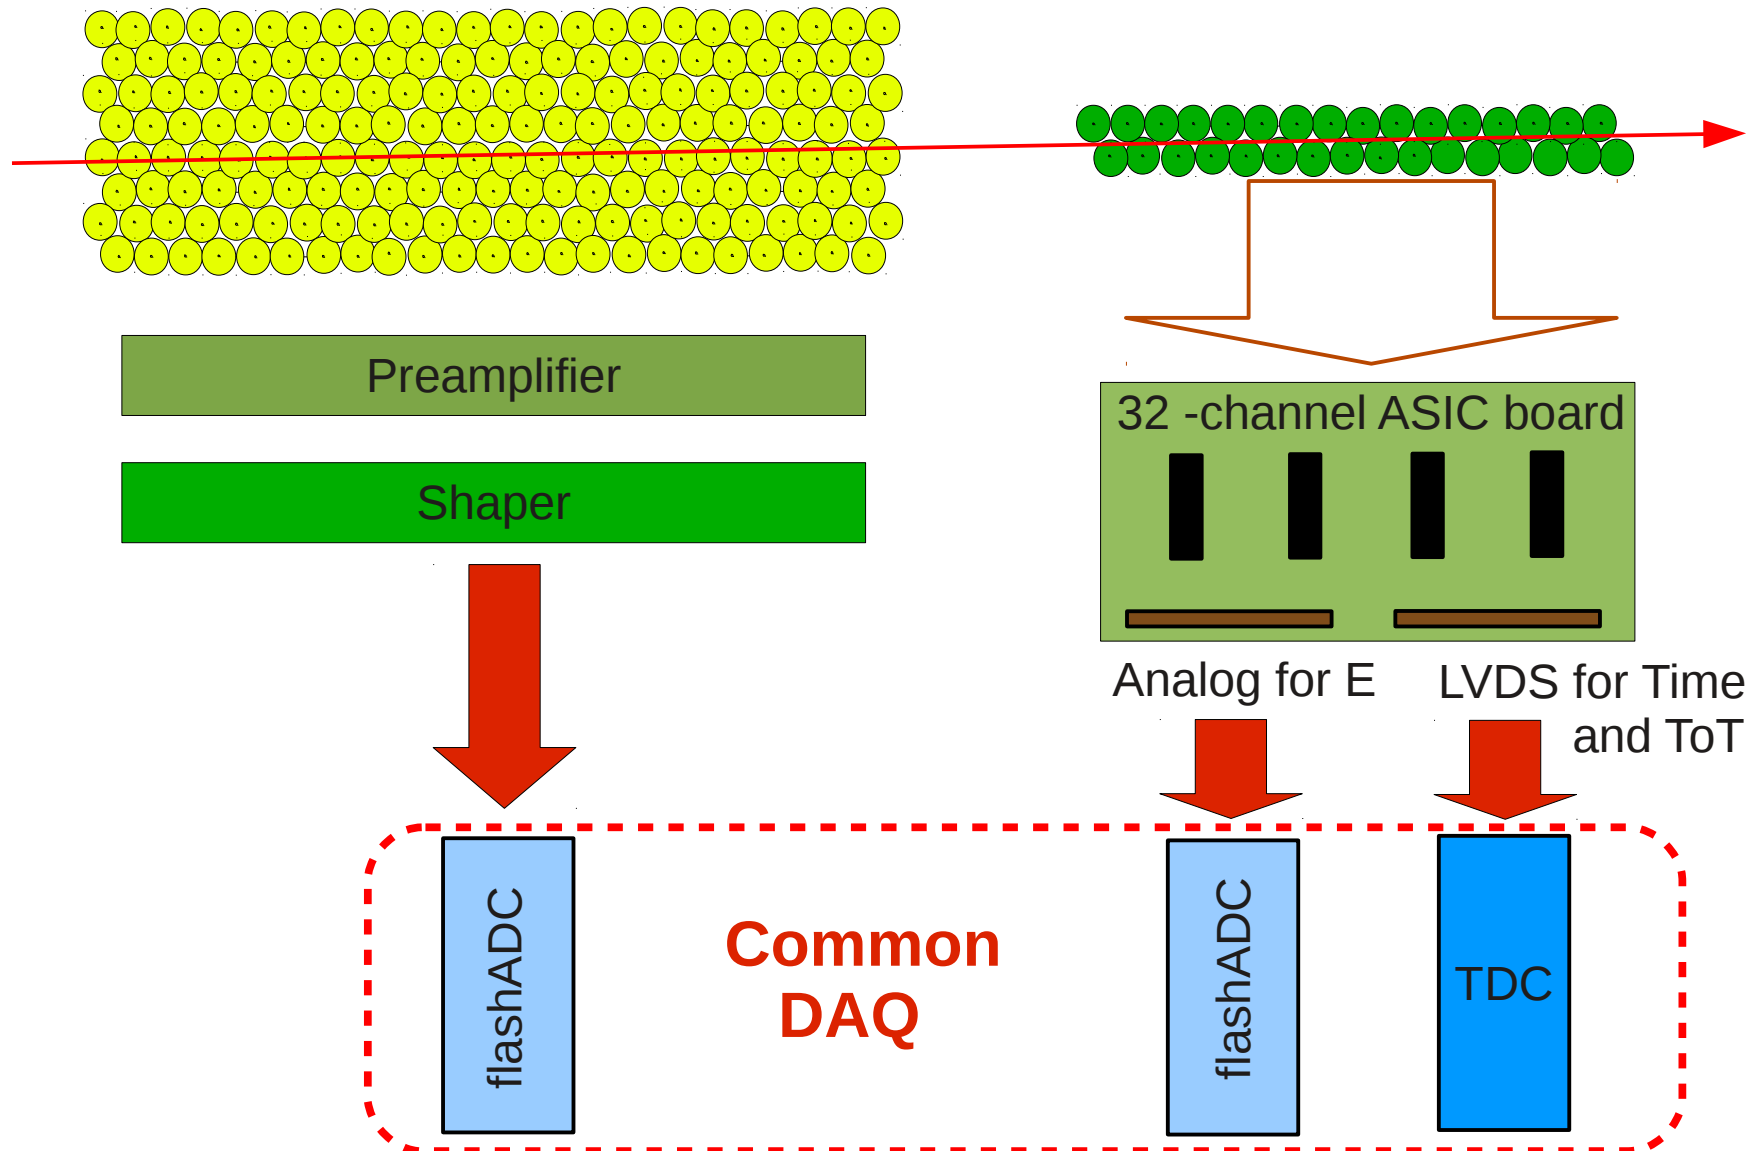 Preamplifier
Shaper
32 -channel ASIC board
Analog for E
LVDS for Time
and ToT
flashADC
Common
DAQ
flashADC
TDC